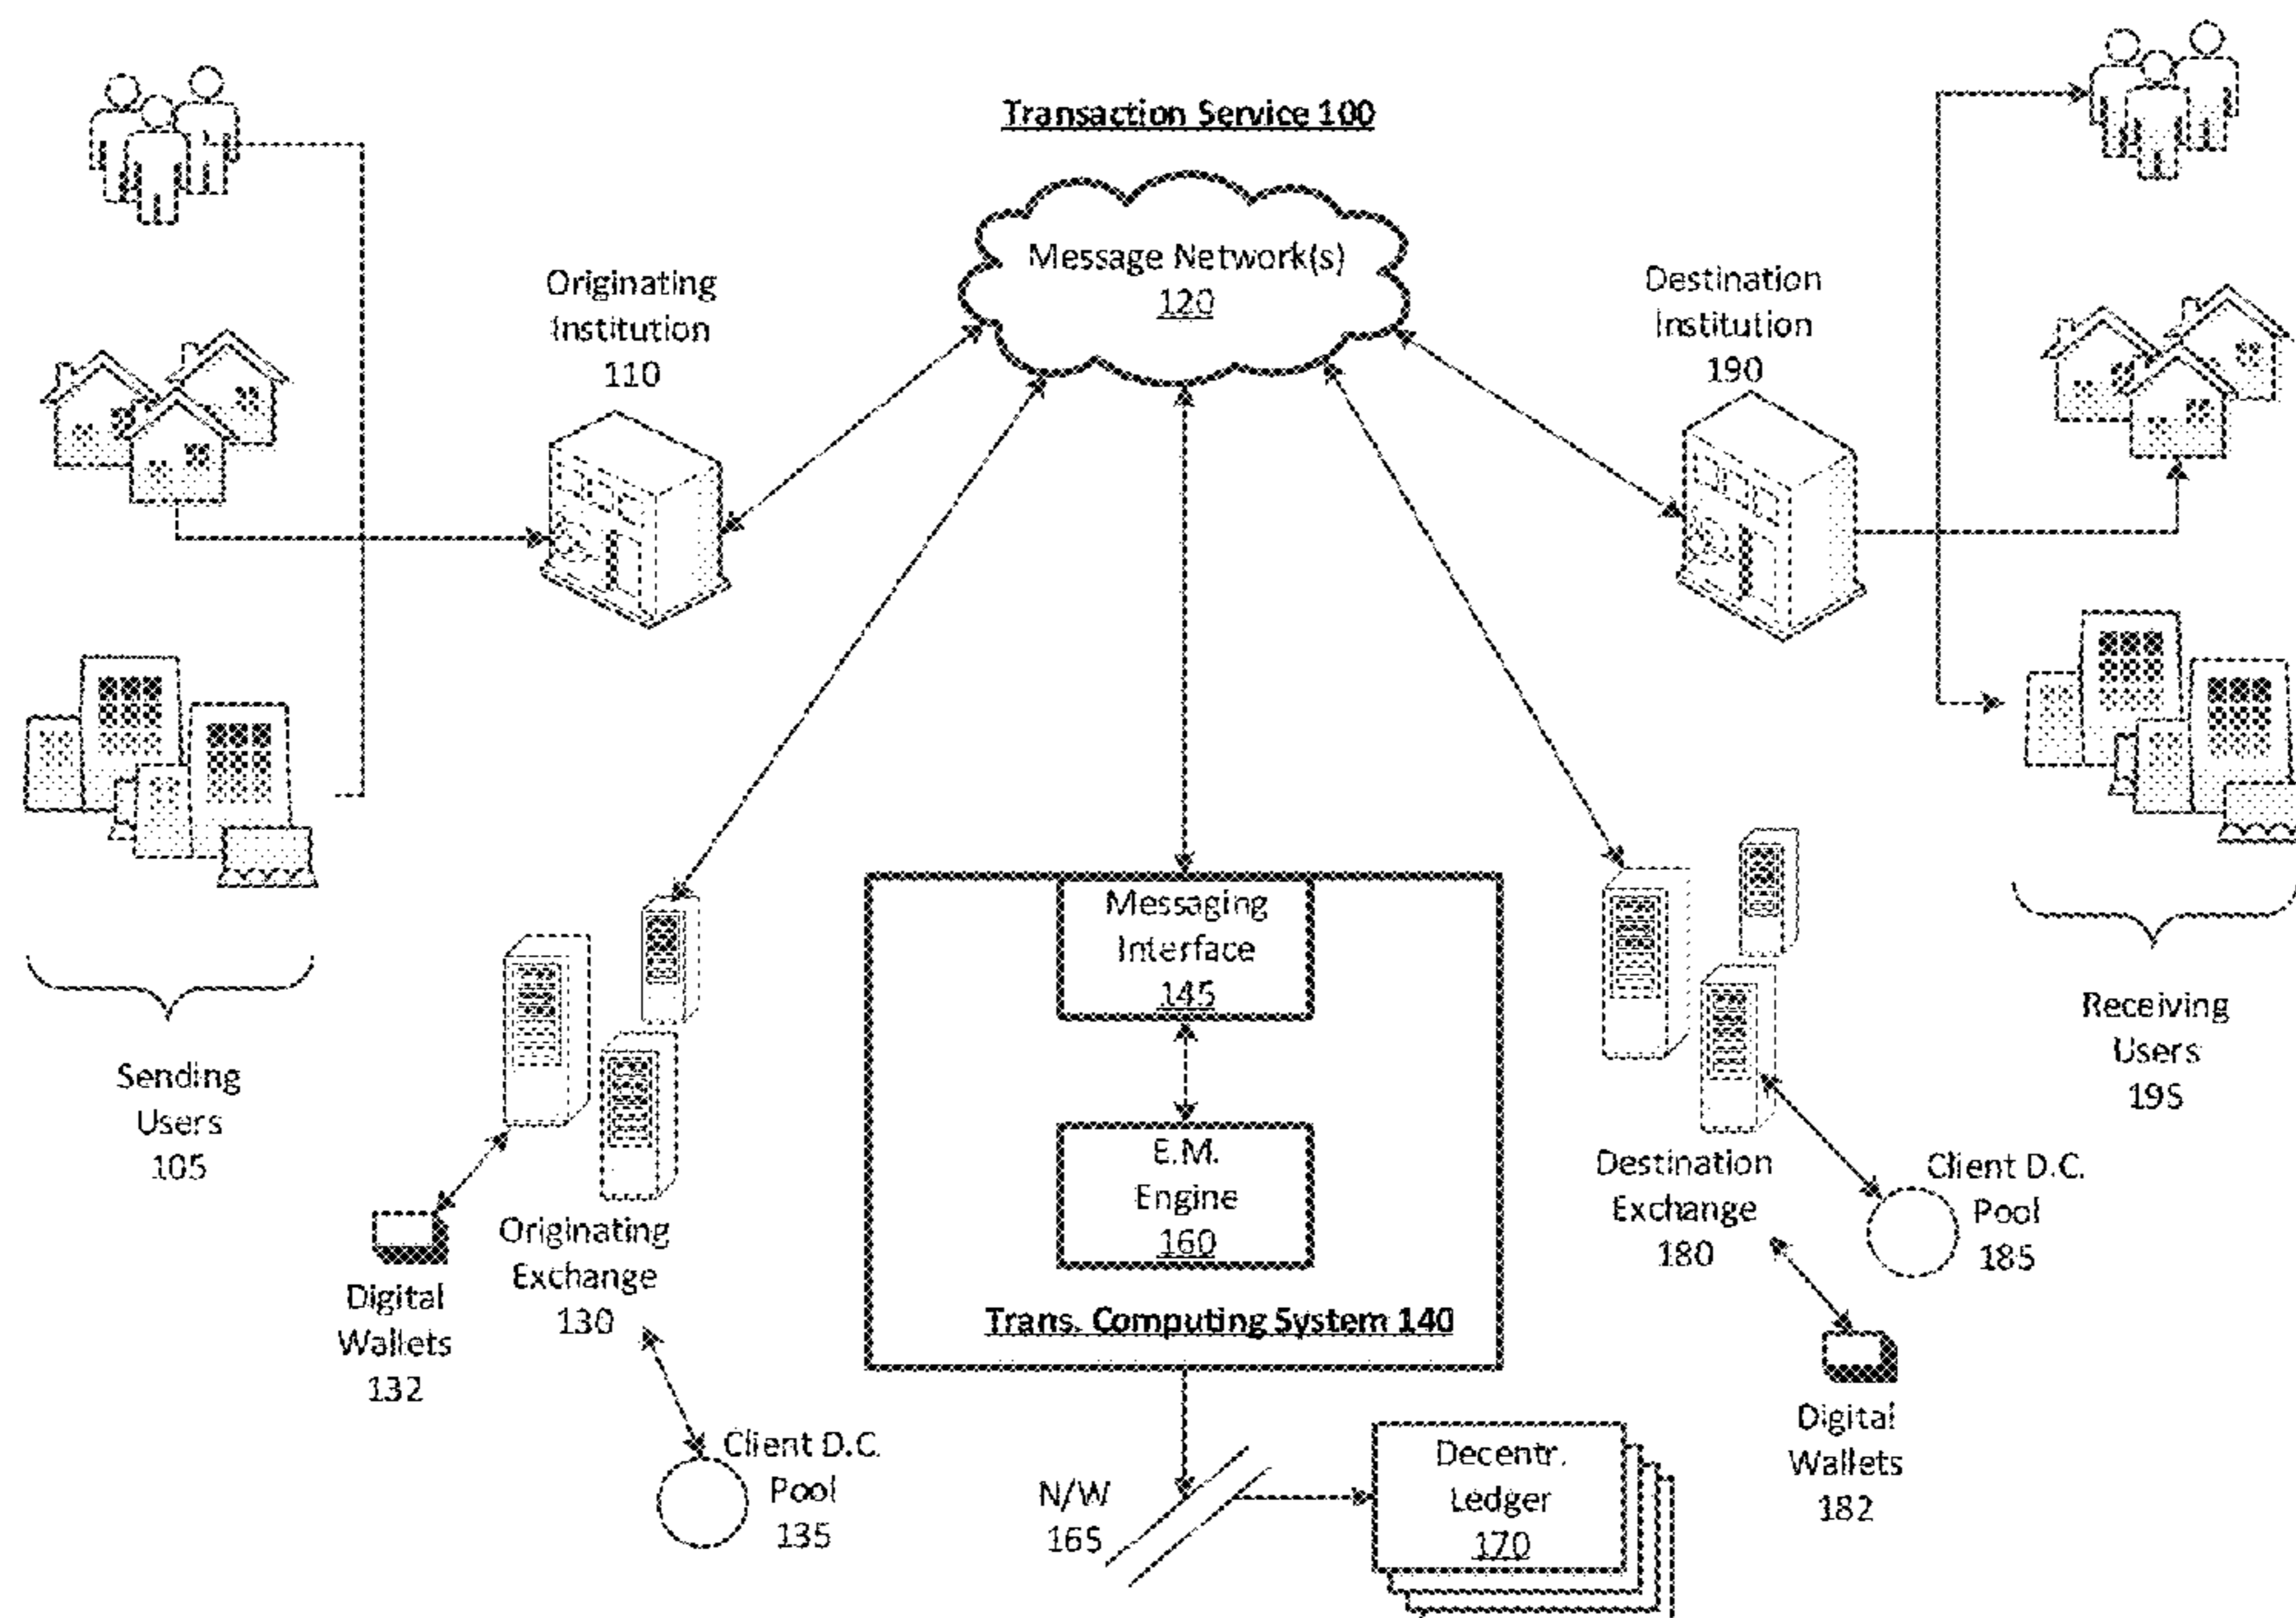 Transaction Service 100
Message Network(s)
120
Originating
Institution
110
Destination
Institution
190
Sending
Users
105
Receiving
Users
195
Messaging
Interface
145
E.M.
Engine
160
Trans. Computing System 140
Originating
Exchange
130
Digital
Wallets
132
Client D.C.
Pool
135
Destination
Exchange
180
Client D.C.
Pool
185
Digital
Wallets
182
N/W
165
Decentr.
Ledger
170